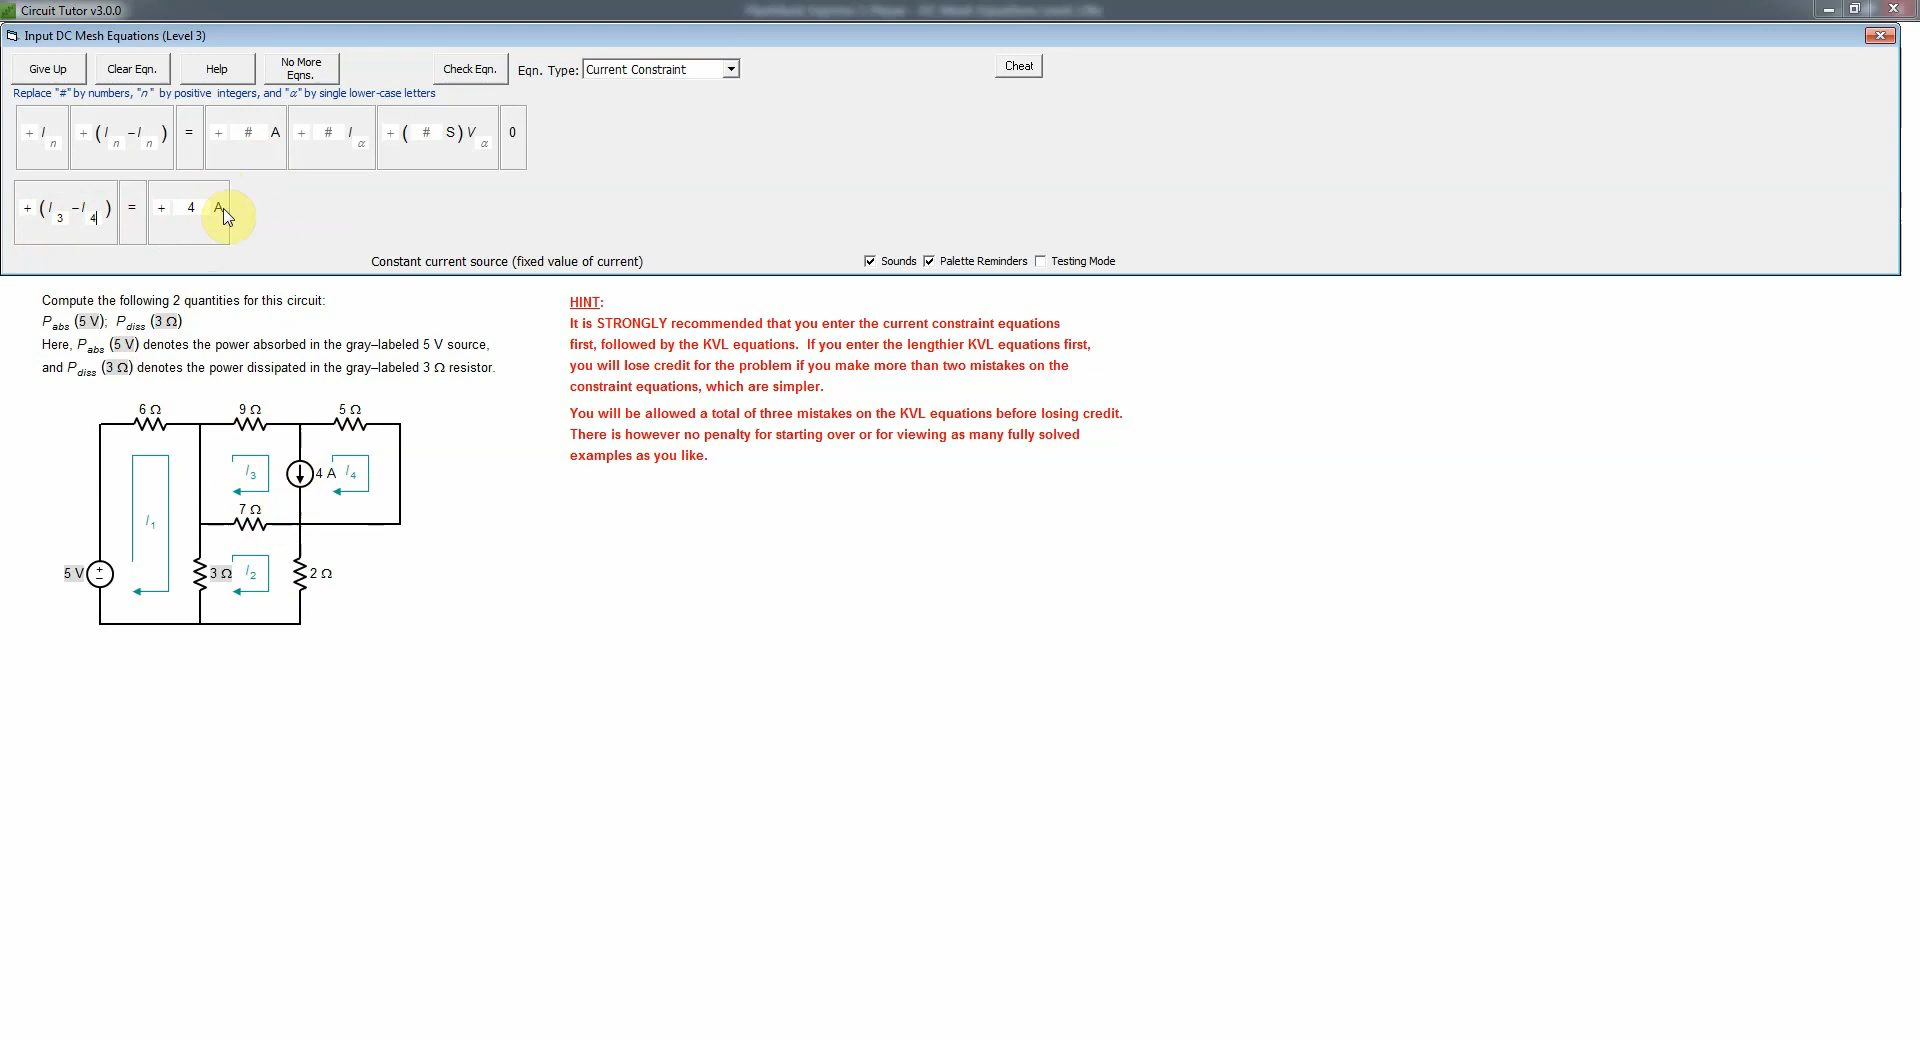 Circuit Tutor v3.0.0
Input DC Mesh Equations (Level 3)
Give Up
Clear Eqn.
Help
No More
Eqns.
Check Eqn.
Eqn. Type:
Current Constraint
Cheat
Replace "#" by numbers, "n" by positive integers, and "α" by single lower-case letters
+ I n + ( I n − I n ) = + # A + # I α + ( # S ) V α 0
+ ( I 3 − I 4 ) = + 4 A
Constant current source (fixed value of current)
Sounds
Palette Reminders
Testing Mode
Compute the following 2 quantities for this circuit:
P abs (5 V); P diss (3 Ω)
Here, P abs (5 V) denotes the power absorbed in the gray–labeled 5 V source,
and P diss (3 Ω) denotes the power dissipated in the gray–labeled 3 Ω resistor.
HINT:
It is STRONGLY recommended that you enter the current constraint equations
first, followed by the KVL equations. If you enter the lengthier KVL equations first,
you will lose credit for the problem if you make more than two mistakes on the
constraint equations, which are simpler.
You will be allowed a total of three mistakes on the KVL equations before losing credit.
There is however no penalty for starting over or for viewing as many fully solved
examples as you like.
6 Ω
9 Ω
5 Ω
I 3
4 A
I 4
7 Ω
I 1
5 V
+
−
3 Ω
I 2
2 Ω